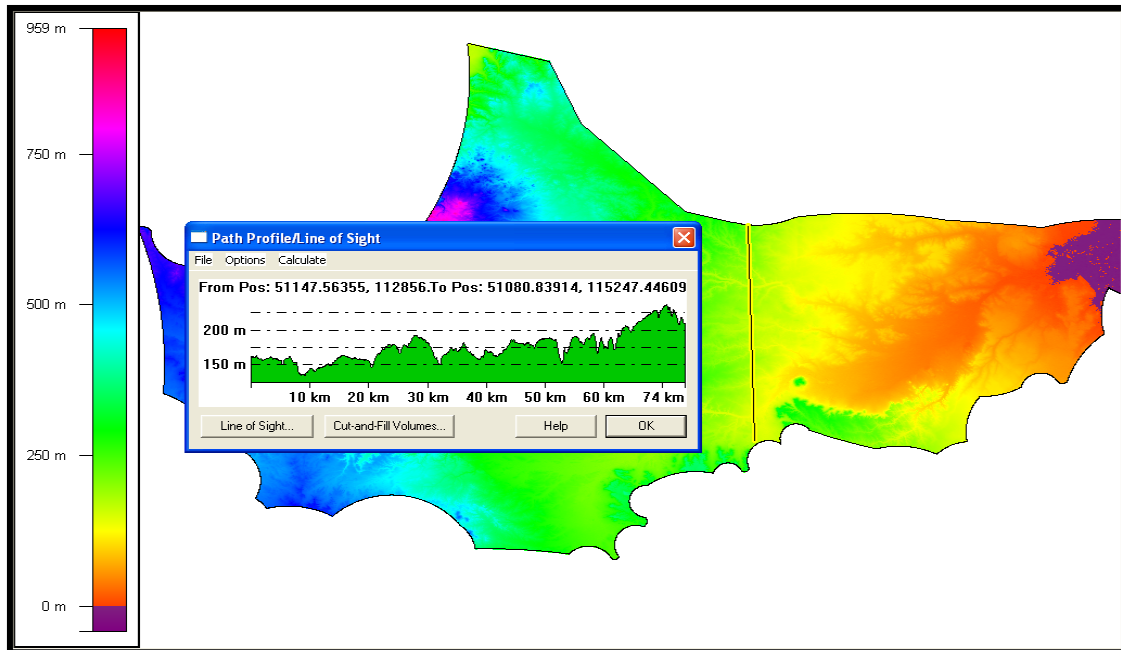 959 m
750 m
500 m
250 m
0 m
Path Profile/Line of Sight
File Options Calculate
From Pos: 51147.56355, 112856.To Pos: 51080.83914, 115247.44609
200 m
150 m
10 km 20 km 30 km 40 km 50 km 60 km 74 km
Line of Sight... Cut-and-Fill Volumes... Help OK